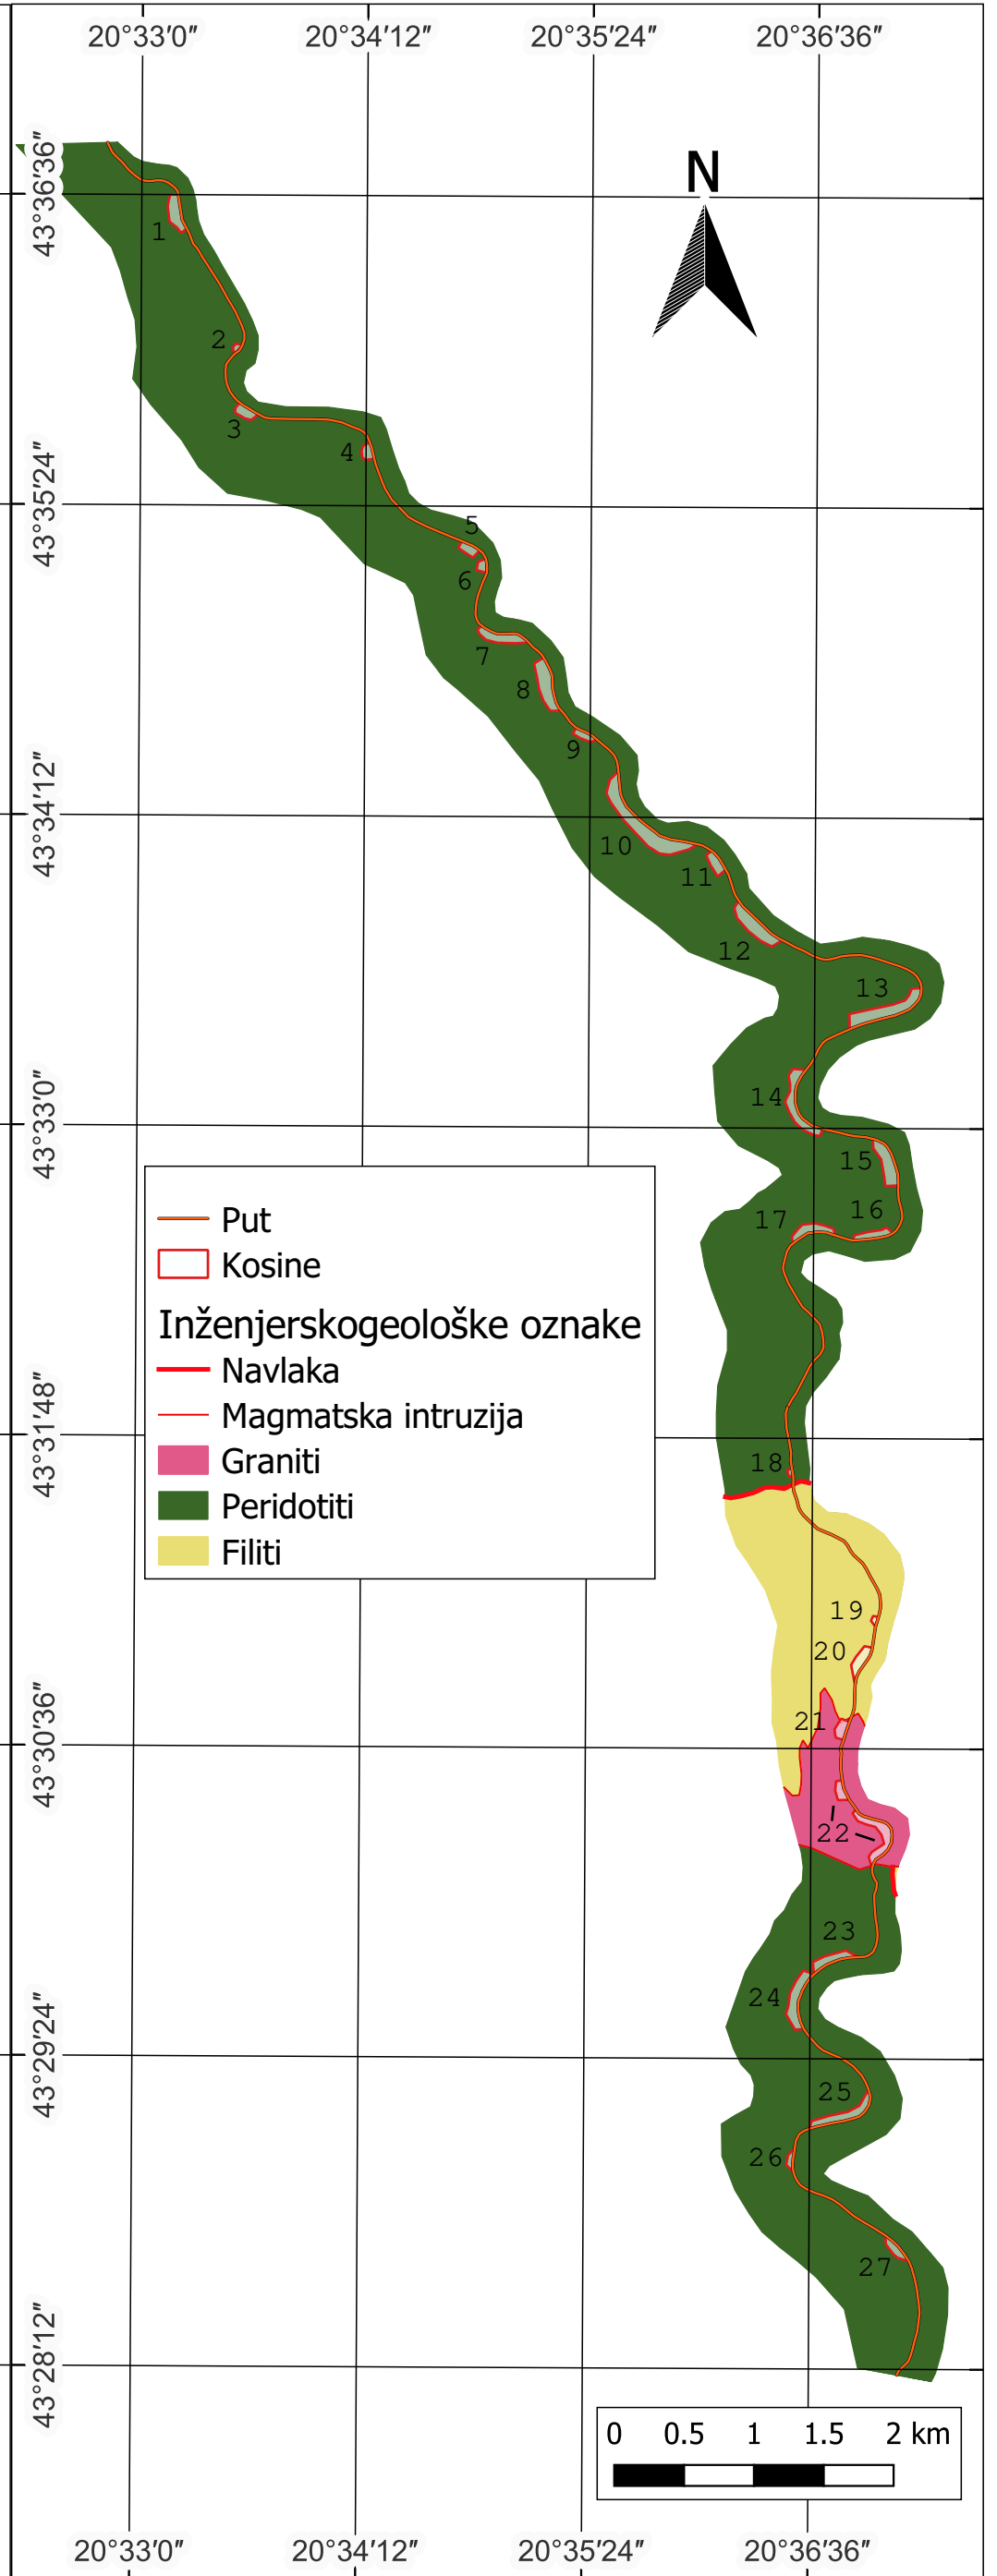 20°33′0″ 20°34′12″ 20°35′24″ 20°36′36″
N
43°36′36″
1
2
3
4
43°35′24″
5
6
7
8
9
43°34′12″
10
11
12
13
14
43°33′0″
15
16
17
Put
Kosine
Inženjerskogeološke oznake
Navlaka
Magmatska intruzija
Graniti
Peridotiti
Filiti
43°31′48″
18
19
20
21
43°30′36″
22
23
24
43°29′24″
25
26
27
43°28′12″
0 0.5 1 1.5 2 km
20°33′0″ 20°34′12″ 20°35′24″ 20°36′36″